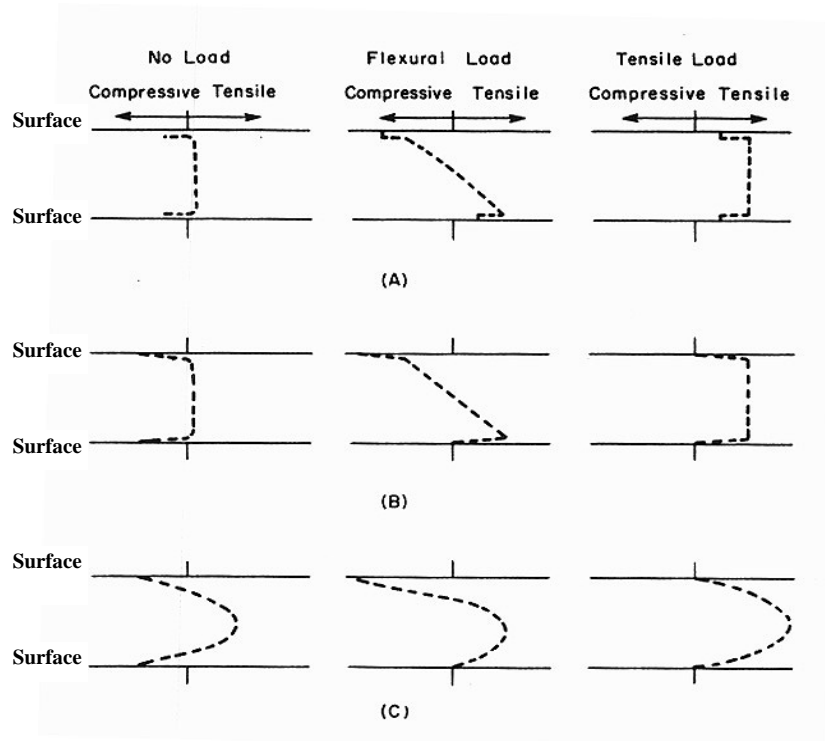 No Load Flexural Load Tensile Load
Compressive Tensile Compressive Tensile Compressive Tensile
Surface
Surface
(A)
Surface
Surface
(B)
Surface
Surface
(C)